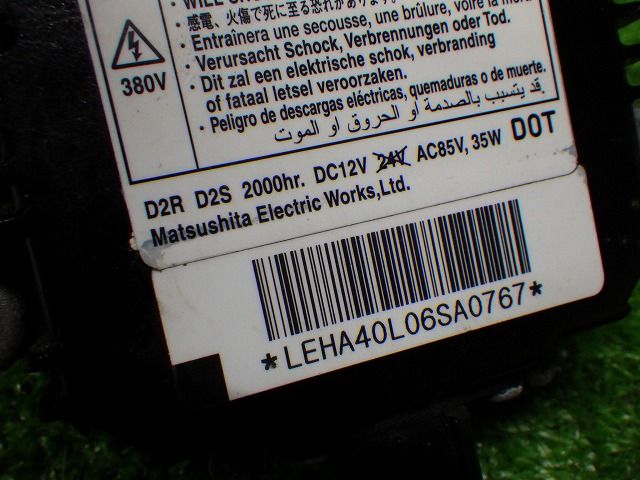 WILL
感電、火傷で死に至る恐れがあります。
・Entraînera une secousse, une brûlure, voire la
・Verursacht Schock, Verbrennungen oder Tod.
・Dit zal een elektrische schok, verbranding
of fataal letsel veroorzaken.
・Peligro de descargas eléctricas, quemaduras o de muerte.
قد يتسبب بالصدمة أو الحروق او الموت.
380V
D2R D2S 2000hr. DC12V 24V AC85V, 35W DOT
Matsushita Electric Works,Ltd.
*LEHA40L06SA0767*